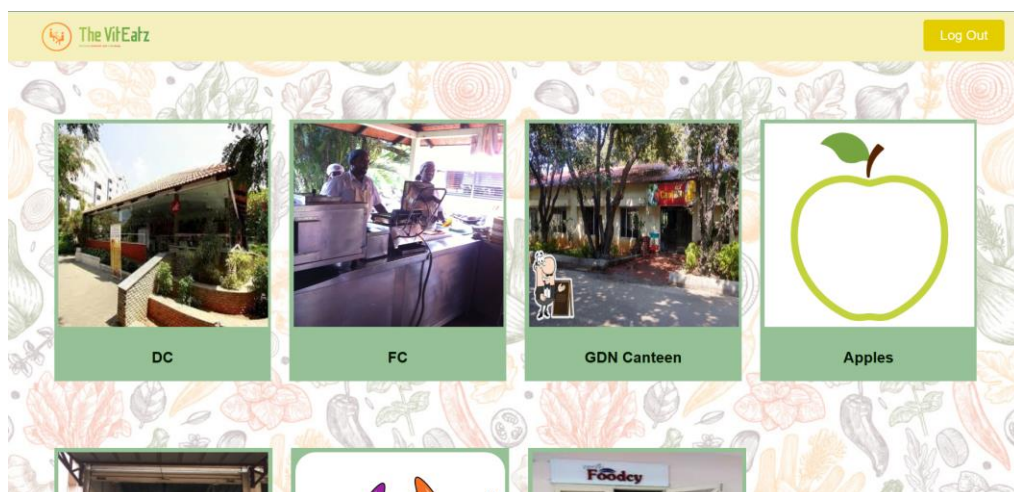 The VitEatz
Log Out
DC
FC
GDN Canteen
Apples
Foodcy